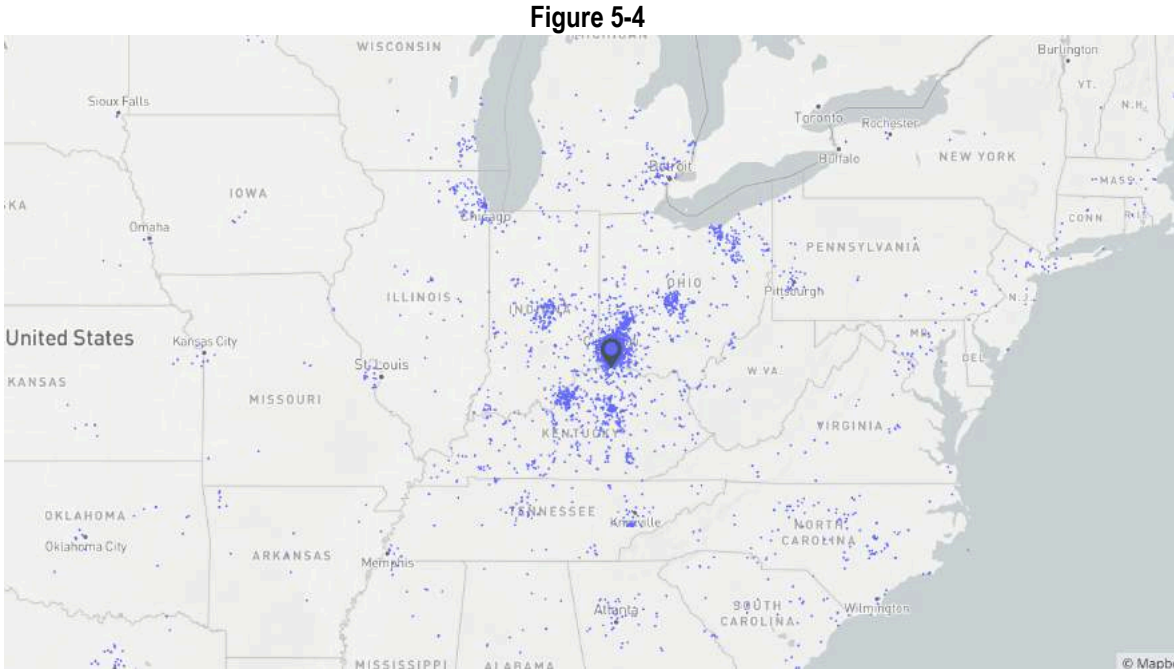 Figure 5-4
WISCONSIN
MICHIGAN
Burlington
VT.
N.H.
Sioux Falls
Toronto
Rochester
Buffalo
NEW YORK
Detroit
MASS
IOWA
Chicago
CONN.
R.I.
Omaha
PENNSYLVANIA
ILLINOIS
OHIO
Pittsburgh
INDIANA
N.J.
United States
Kansas City
MD.
DEL.
St. Louis
W.VA.
KANSAS
MISSOURI
VIRGINIA
KENTUCKY
OKLAHOMA
TENNESSEE
Knoxville
NORTH
CAROLINA
Oklahoma City
ARKANSAS
Memphis
Atlanta
SOUTH
CAROLINA
Wilmington
MISSISSIPPI
ALABAMA